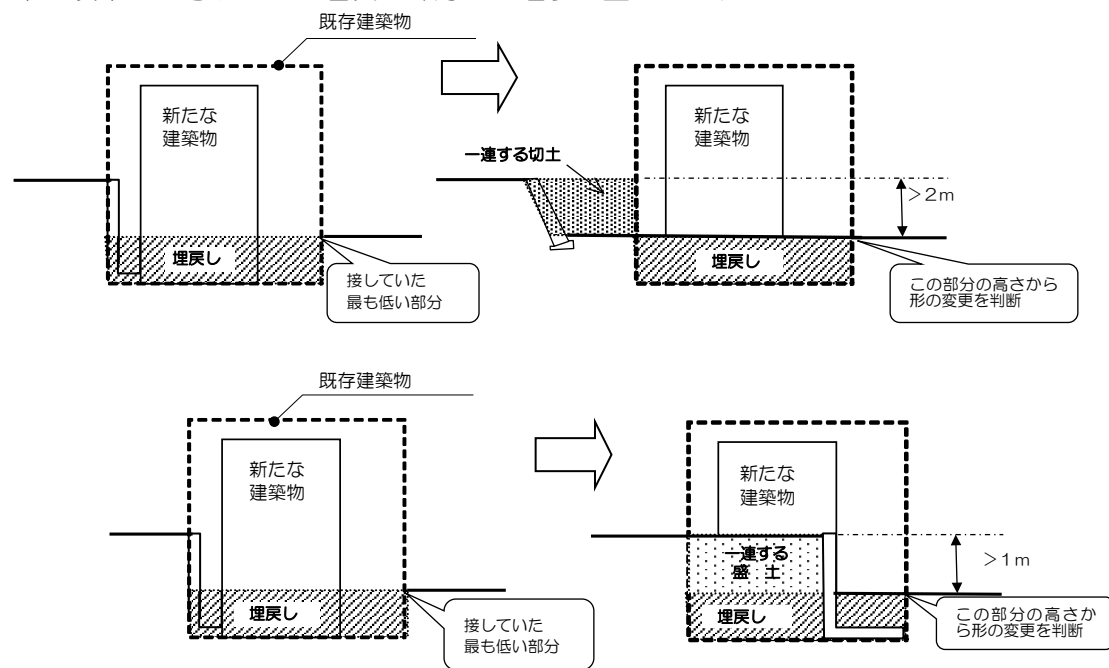 既存建築物
新たな
建築物
埋戻し
接していた
最も低い部分
一連する切土
新たな
建築物
>2m
埋戻し
この部分の高さから
形の変更を判断
既存建築物
新たな
建築物
埋戻し
接していた
最も低い部分
新たな
建築物
一連する
盛 土
>1m
埋戻し
この部分の高さか
ら形の変更を判断